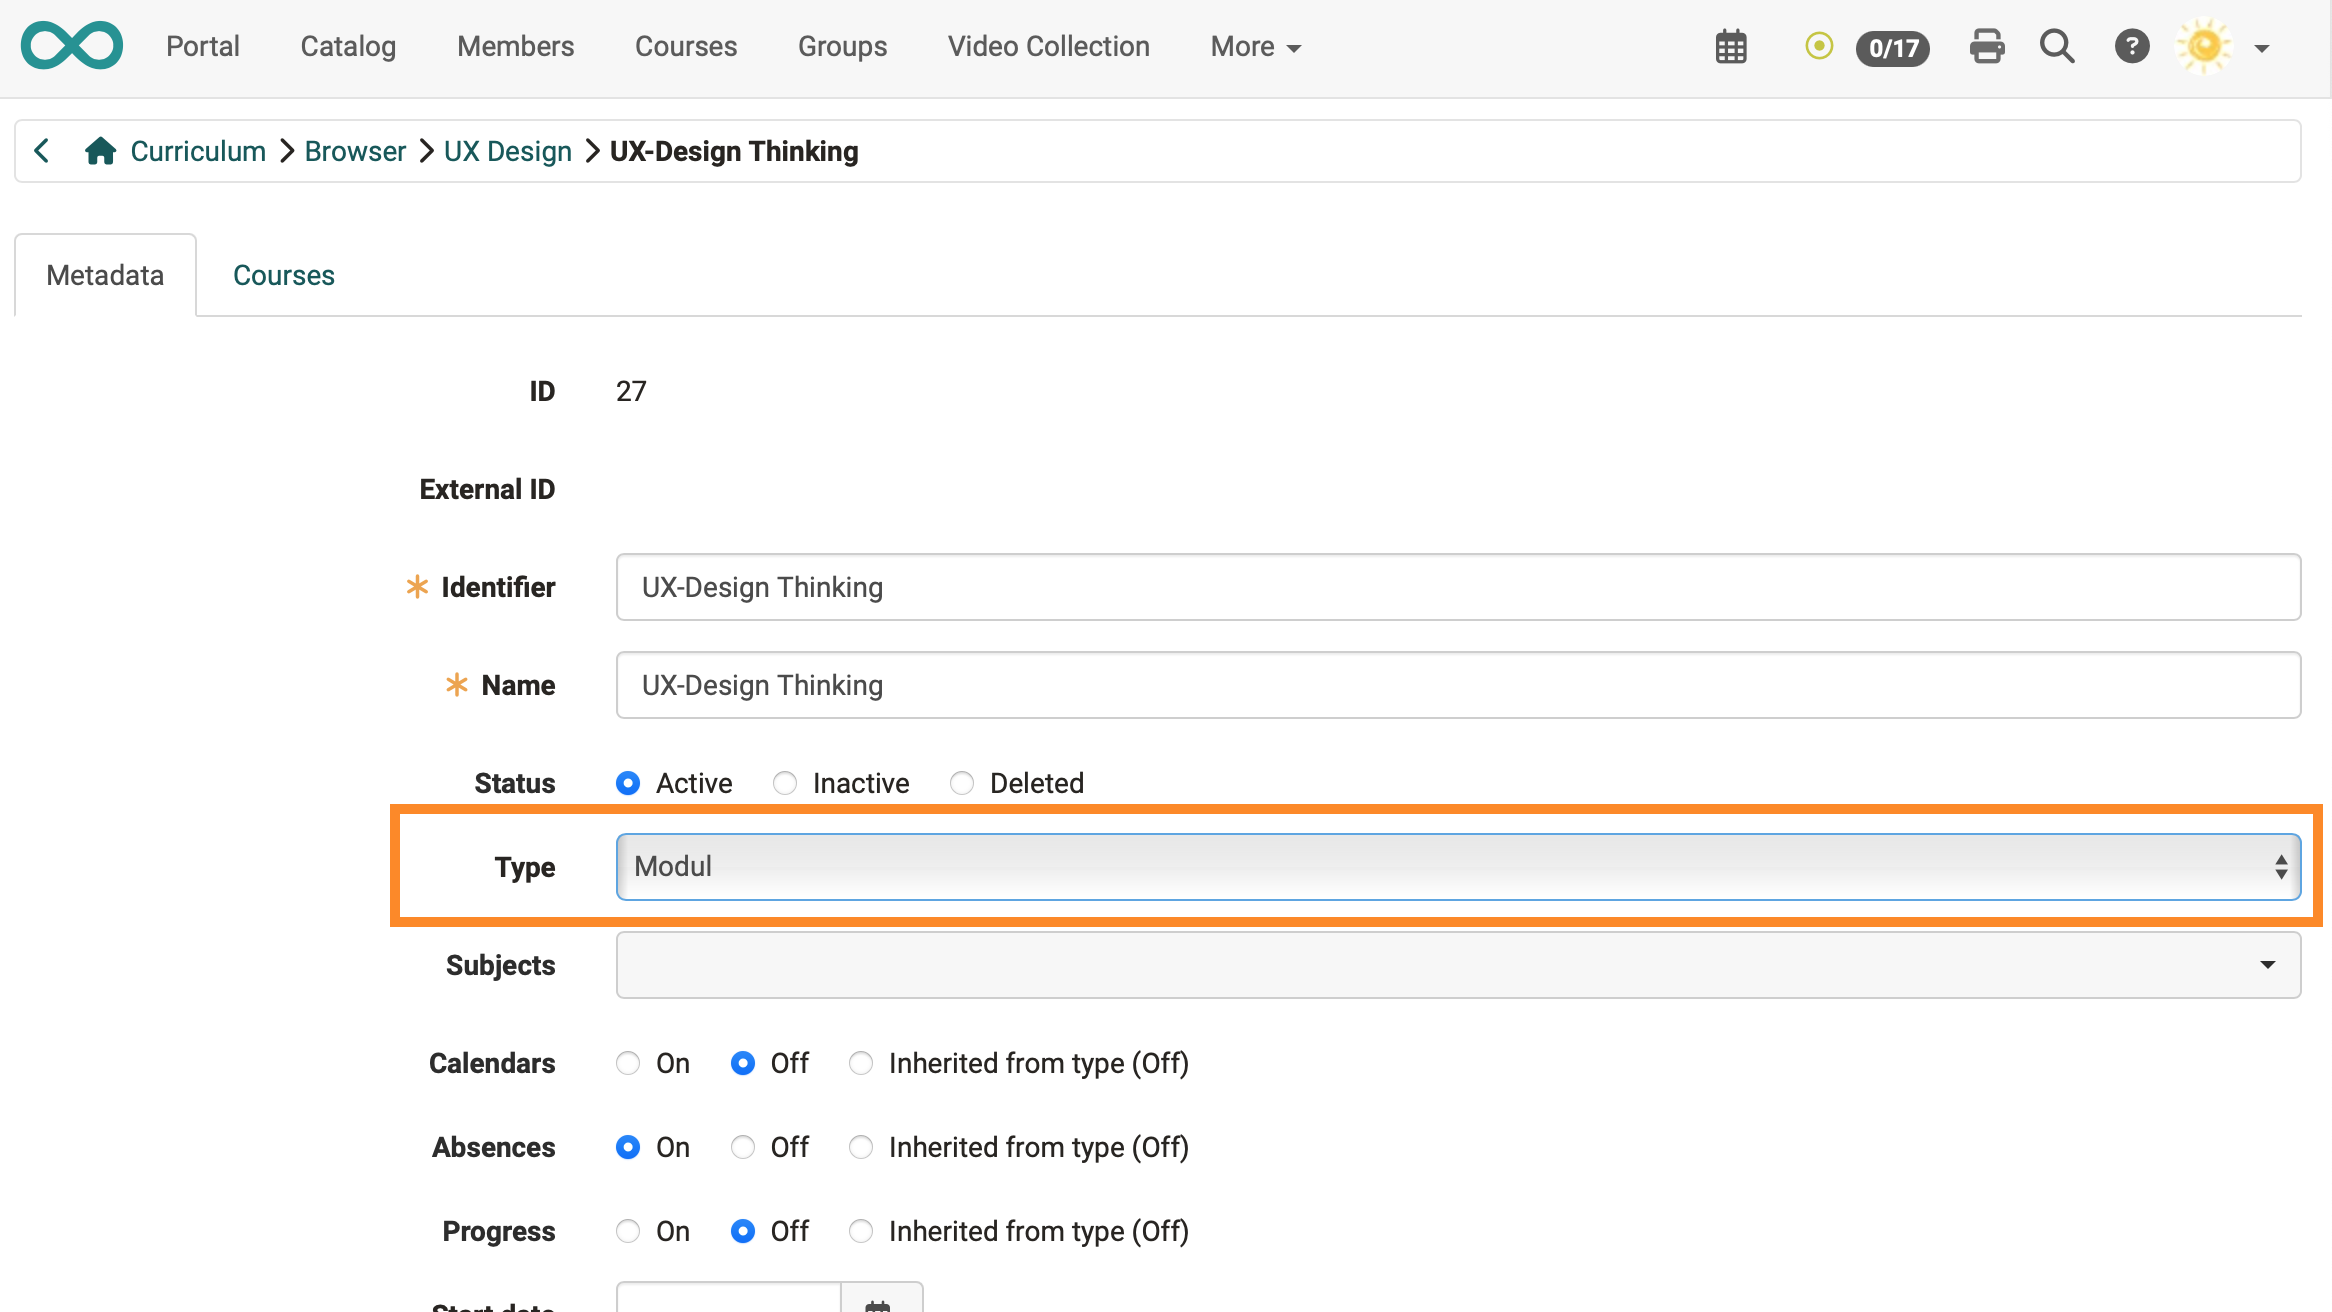 Portal Catalog Members Courses Groups Video Collection More 0/17 ?
Curriculum Browser UX Design UX-Design Thinking
Metadata Courses
ID 27
External ID
Identifier UX-Design Thinking
Name UX-Design Thinking
Status Active Inactive Deleted
Type Modul
Subjects
Calendars On Off Inherited from type (Off)
Absences On Off Inherited from type (Off)
Progress On Off Inherited from type (Off)
Start date